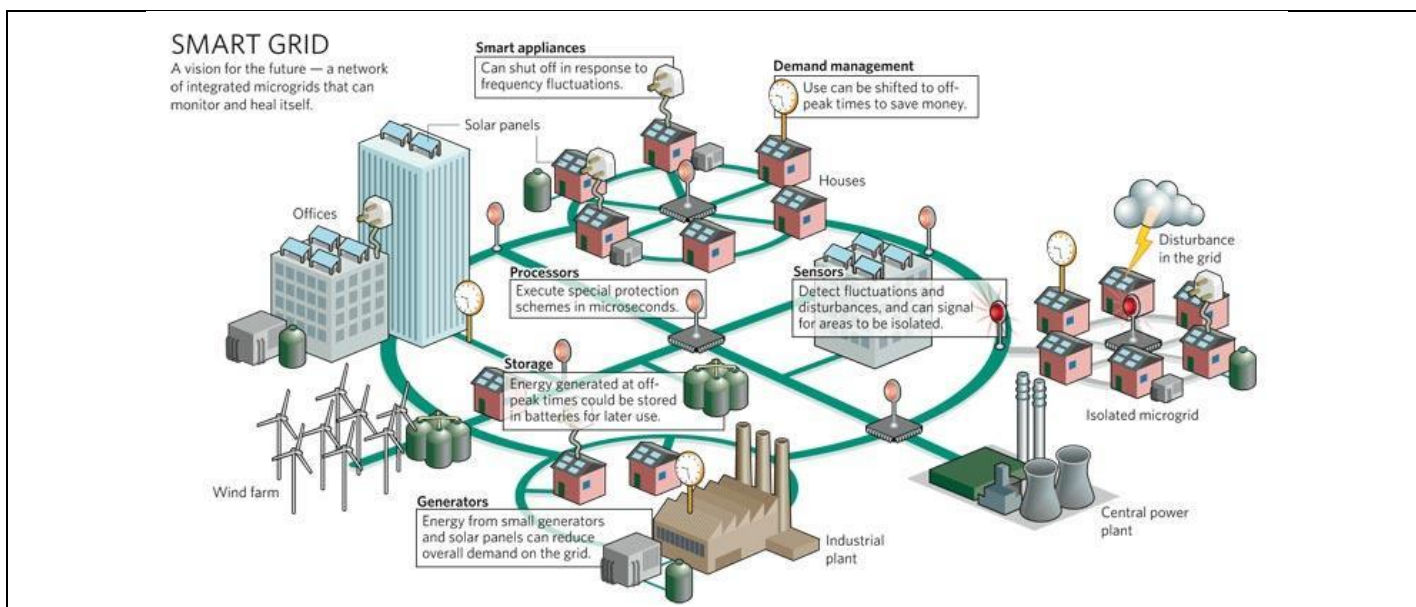 SMART GRID
A vision for the future — a network
of integrated microgrids that can
monitor and heal itself.
Smart appliances
Can shut off in response to
frequency fluctuations.
Demand management
Use can be shifted to off-
peak times to save money.
Solar panels
Houses
Offices
Disturbance
in the grid
Processors
Execute special protection
schemes in microseconds.
Sensors
Detect fluctuations and
disturbances, and can signal
for areas to be isolated.
Storage
Energy generated at off-
peak times could be stored
in batteries for later use.
Isolated microgrid
Wind farm
Generators
Energy from small generators
and solar panels can reduce
overall demand on the grid.
Industrial
plant
Central power
plant